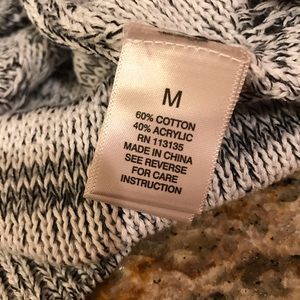 M
60% COTTON
40% ACRYLIC
RN 113135
MADE IN CHINA
SEE REVERSE
FOR CARE
INSTRUCTION